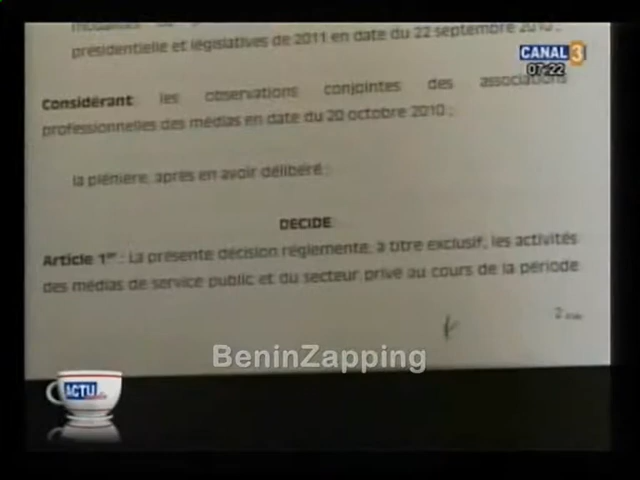 présidentielle et législatives de 2011 en date du 22 septembre 2010 ;
CANAL 3
07:22
Considérant les observations conjointes des associations
professionnelles des médias en date du 20 octobre 2010 ;
la plénière, après en avoir délibéré :
DECIDE
Article 1er : La présente décision réglemente, à titre exclusif, les activités
des médias de service public et du secteur privé au cours de la période
2
BeninZapping
ACTU